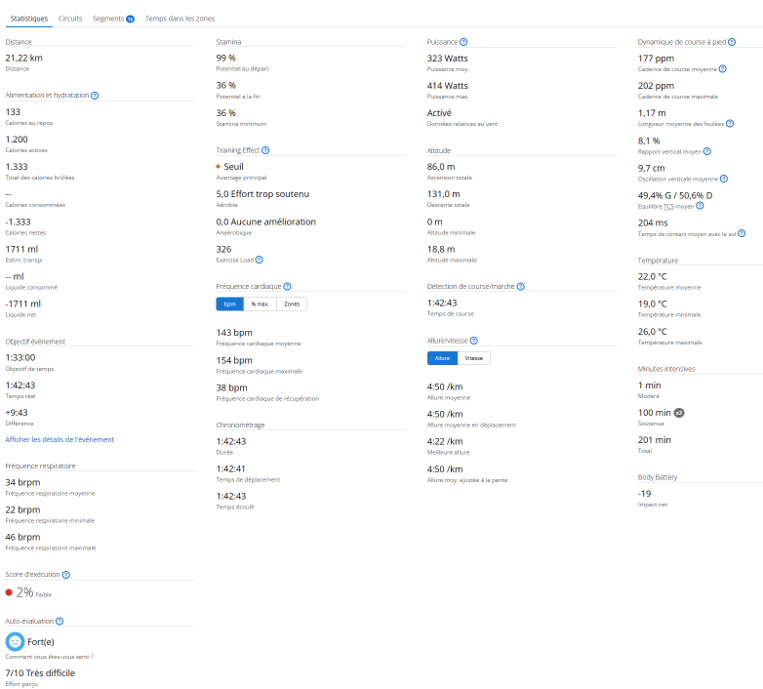 Statistiques
Circuits
Segments 14
Temps dans les zones
Distance
21,22 km
Distance
Alimentation et hydratation
133
Calories au repos
1.200
Calories actives
1.333
Total des calories brûlées
--
Calories consommées
-1.333
Calories nettes
1711 ml
Estim. transpi
-- ml
Liquide consommé
-1711 ml
Liquide net
Objectif événement
1:33:00
Objectif de temps
1:42:43
Temps réel
+9:43
Différence
Afficher les détails de l'événement
Fréquence respiratoire
34 brpm
Fréquence respiratoire moyenne
22 brpm
Fréquence respiratoire minimale
46 brpm
Fréquence respiratoire maximale
Score d'exécution
2% Faible
Auto-évaluation
Fort(e)
Comment vous êtes-vous senti ?
7/10 Très difficile
Effort perçu
Stamina
99 %
Potentiel au départ
36 %
Potentiel à la fin
36 %
Stamina minimum
Training Effect
Seuil
Avantage principal
5,0 Effort trop soutenu
Aérobie
0,0 Aucune amélioration
Anaérobique
326
Exercise Load
Fréquence cardiaque
bpm
% max.
Zones
143 bpm
Fréquence cardiaque moyenne
154 bpm
Fréquence cardiaque maximale
38 bpm
Fréquence cardiaque de récupération
Chronométrage
1:42:43
Durée
1:42:41
Temps de déplacement
1:42:43
Temps écoulé
Puissance
323 Watts
Puissance moy.
414 Watts
Puissance max.
Activé
Données relatives au vent
Altitude
86,0 m
Ascension totale
131,0 m
Descente totale
0 m
Altitude minimale
18,8 m
Altitude maximale
Détection de course/marche
1:42:43
Temps de course
Allure/vitesse
Allure
Vitesse
4:50 /km
Allure moyenne
4:50 /km
Allure moyenne en déplacement
4:22 /km
Meilleure allure
4:50 /km
Allure moy. ajustée à la pente
Dynamique de course à pied
177 ppm
Cadence de course moyenne
202 ppm
Cadence de course maximale
1,17 m
Longueur moyenne des foulées
8,1 %
Rapport vertical moyen
9,7 cm
Oscillation verticale moyenne
49,4% G / 50,6% D
Equilibre TCS moyen
204 ms
Temps de contact moyen avec le sol
Température
22,0 °C
Température moyenne
19,0 °C
Température minimale
26,0 °C
Température maximale
Minutes intensives
1 min
Modéré
100 min x2
Soutenue
201 min
Total
Body Battery
-19
Impact net